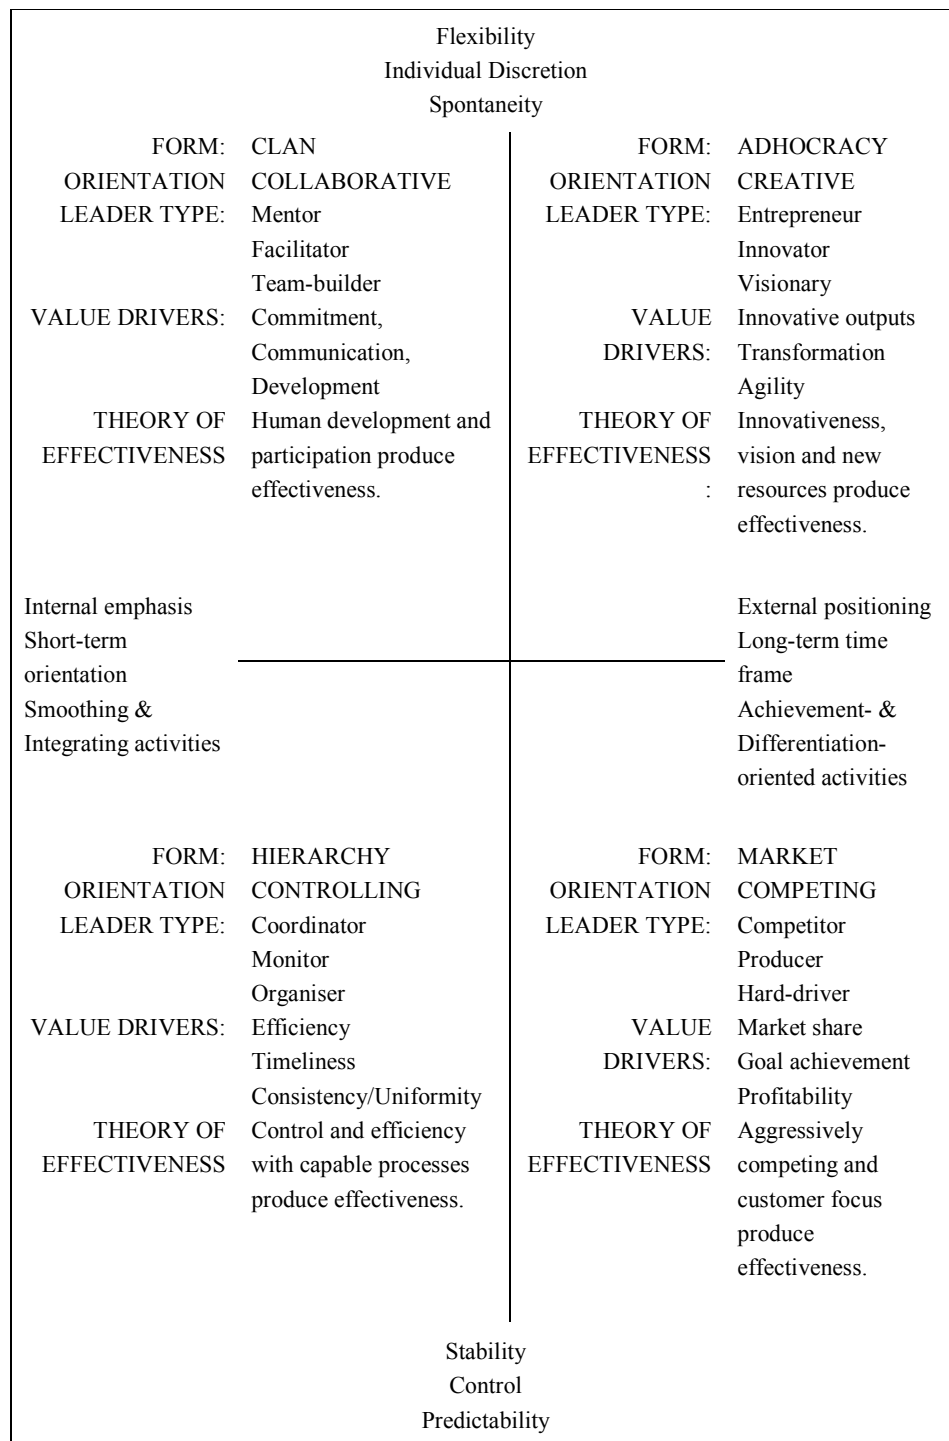 Flexibility
Individual Discretion
Spontaneity
FORM: CLAN
ORIENTATION COLLABORATIVE
LEADER TYPE: Mentor
Facilitator
Team-builder
VALUE DRIVERS: Commitment,
Communication,
Development
THEORY OF Human development and
EFFECTIVENESS participation produce
effectiveness.
FORM: ADHOCRACY
ORIENTATION CREATIVE
LEADER TYPE: Entrepreneur
Innovator
Visionary
VALUE Innovative outputs
DRIVERS: Transformation
Agility
THEORY OF Innovativeness,
EFFECTIVENESS vision and new
: resources produce
effectiveness.
Internal emphasis
Short-term
orientation
Smoothing &
Integrating activities
External positioning
Long-term time
frame
Achievement- &
Differentiation-
oriented activities
FORM: HIERARCHY
ORIENTATION CONTROLLING
LEADER TYPE: Coordinator
Monitor
Organiser
VALUE DRIVERS: Efficiency
Timeliness
Consistency/Uniformity
THEORY OF Control and efficiency
EFFECTIVENESS with capable processes
produce effectiveness.
FORM: MARKET
ORIENTATION COMPETING
LEADER TYPE: Competitor
Producer
Hard-driver
VALUE Market share
DRIVERS: Goal achievement
Profitability
THEORY OF Aggressively
EFFECTIVENESS competing and
customer focus
produce
effectiveness.
Stability
Control
Predictability